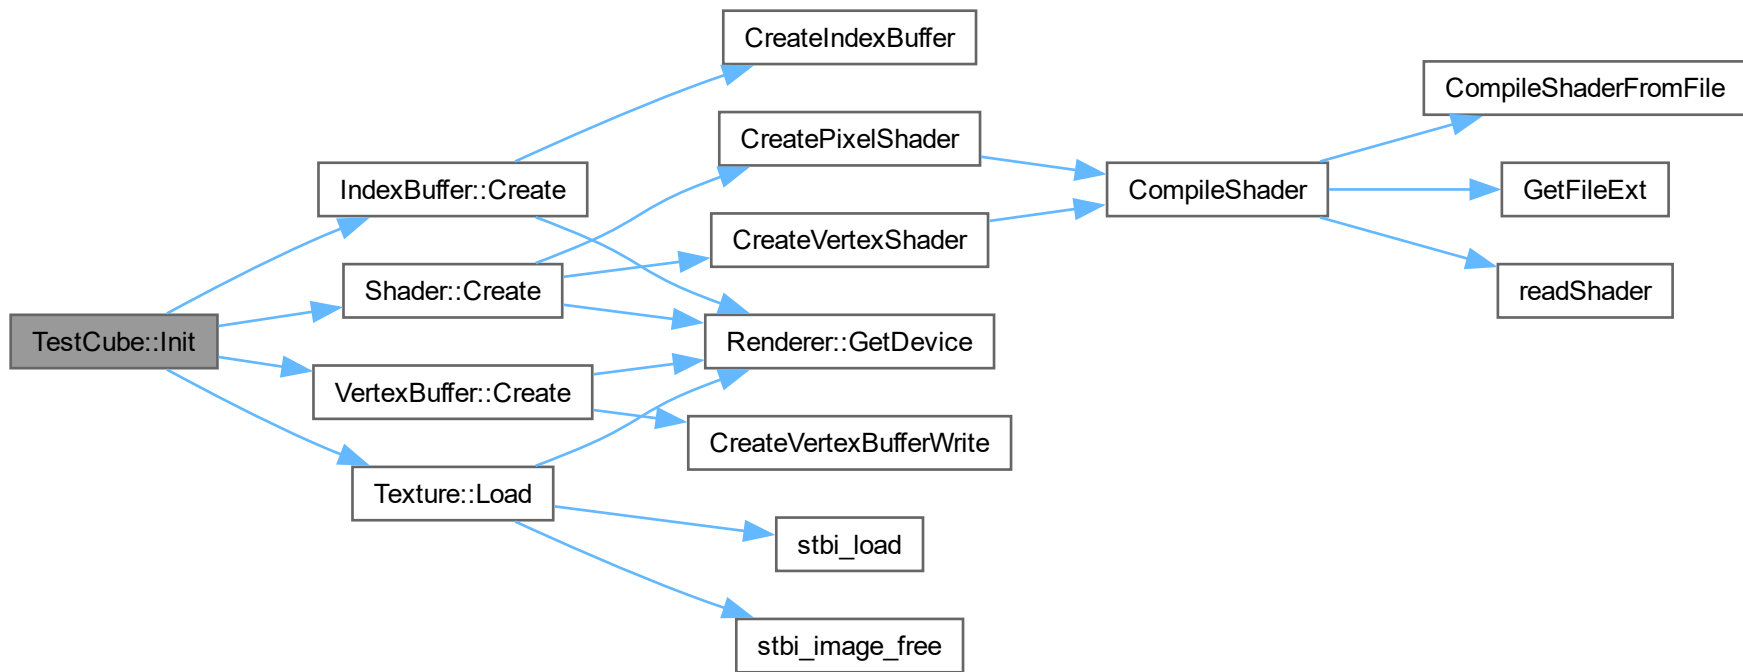 TestCube::Init
IndexBuffer::Create
Shader::Create
VertexBuffer::Create
Texture::Load
CreateIndexBuffer
CreatePixelShader
CreateVertexShader
Renderer::GetDevice
CreateVertexBufferWrite
stbi_load
stbi_image_free
CompileShader
CompileShaderFromFile
GetFileExt
readShader